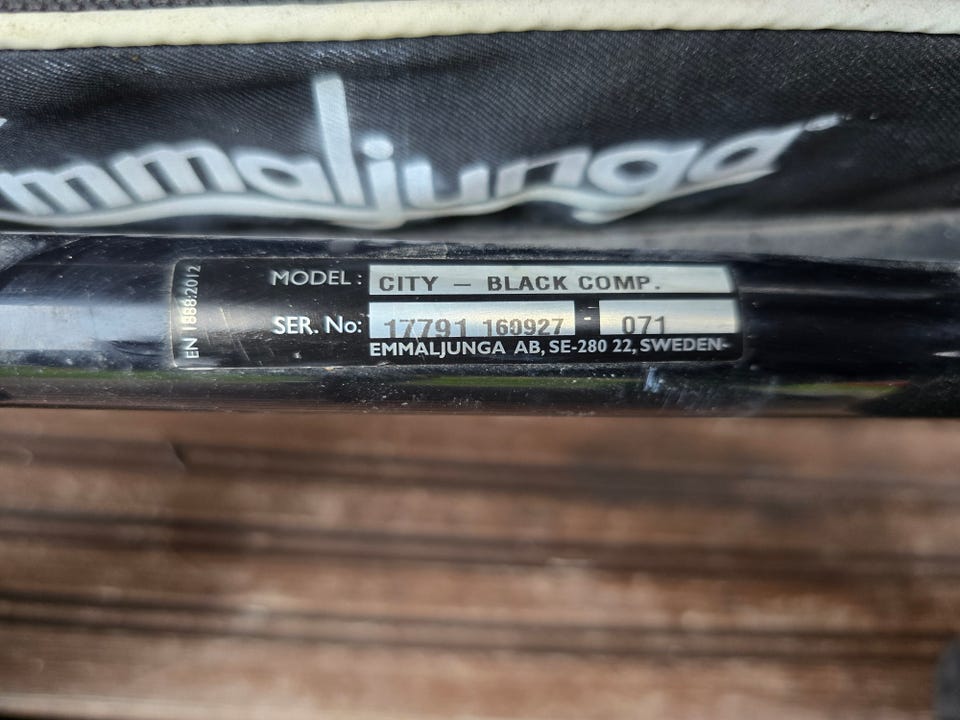 mmaljunga
EN 1888:2012
MODEL: CITY – BLACK COMP.
SER. No: 17791 160927 - 071
EMMALJUNGA AB, SE-280 22, SWEDEN-